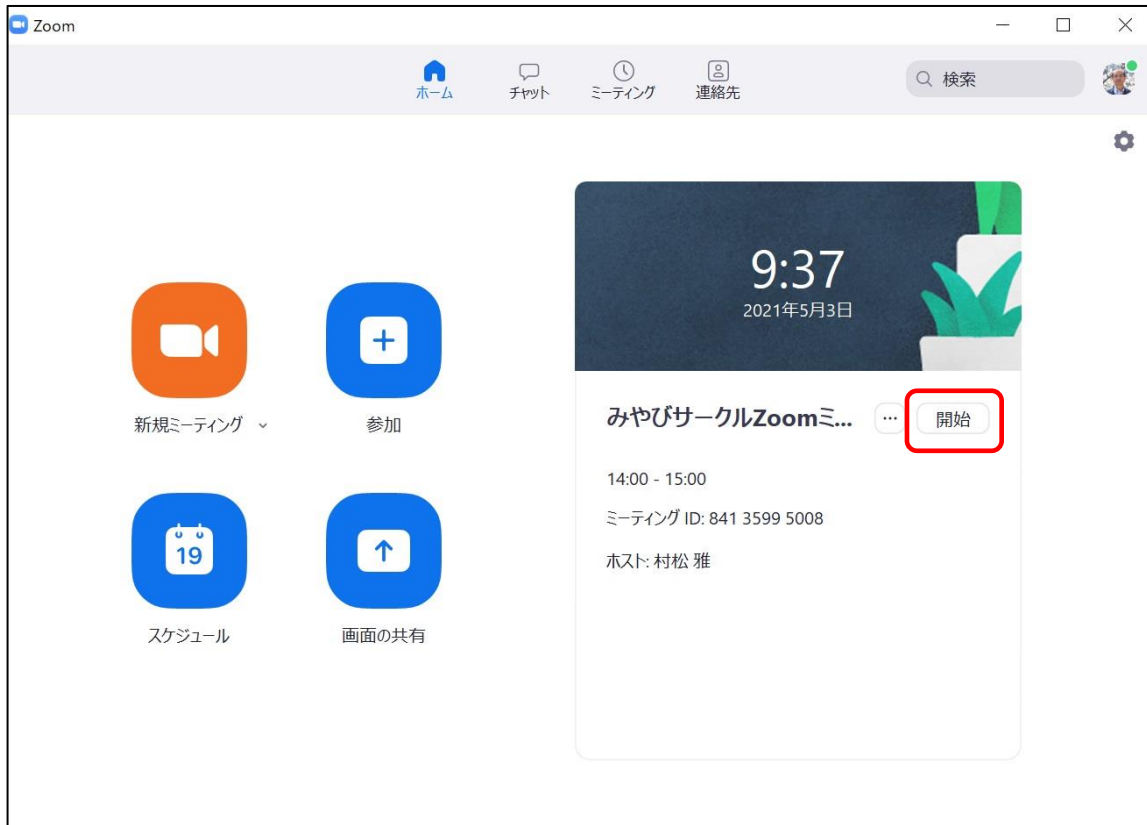 Zoom
ホーム
チャット
ミーティング
連絡先
検索
9:37
2021年5月3日
新規ミーティング
参加
みやびサークルZoomミ...
...
開始
14:00 - 15:00
ミーティング ID: 841 3599 5008
ホスト: 村松 雅
19
スケジュール
画面の共有